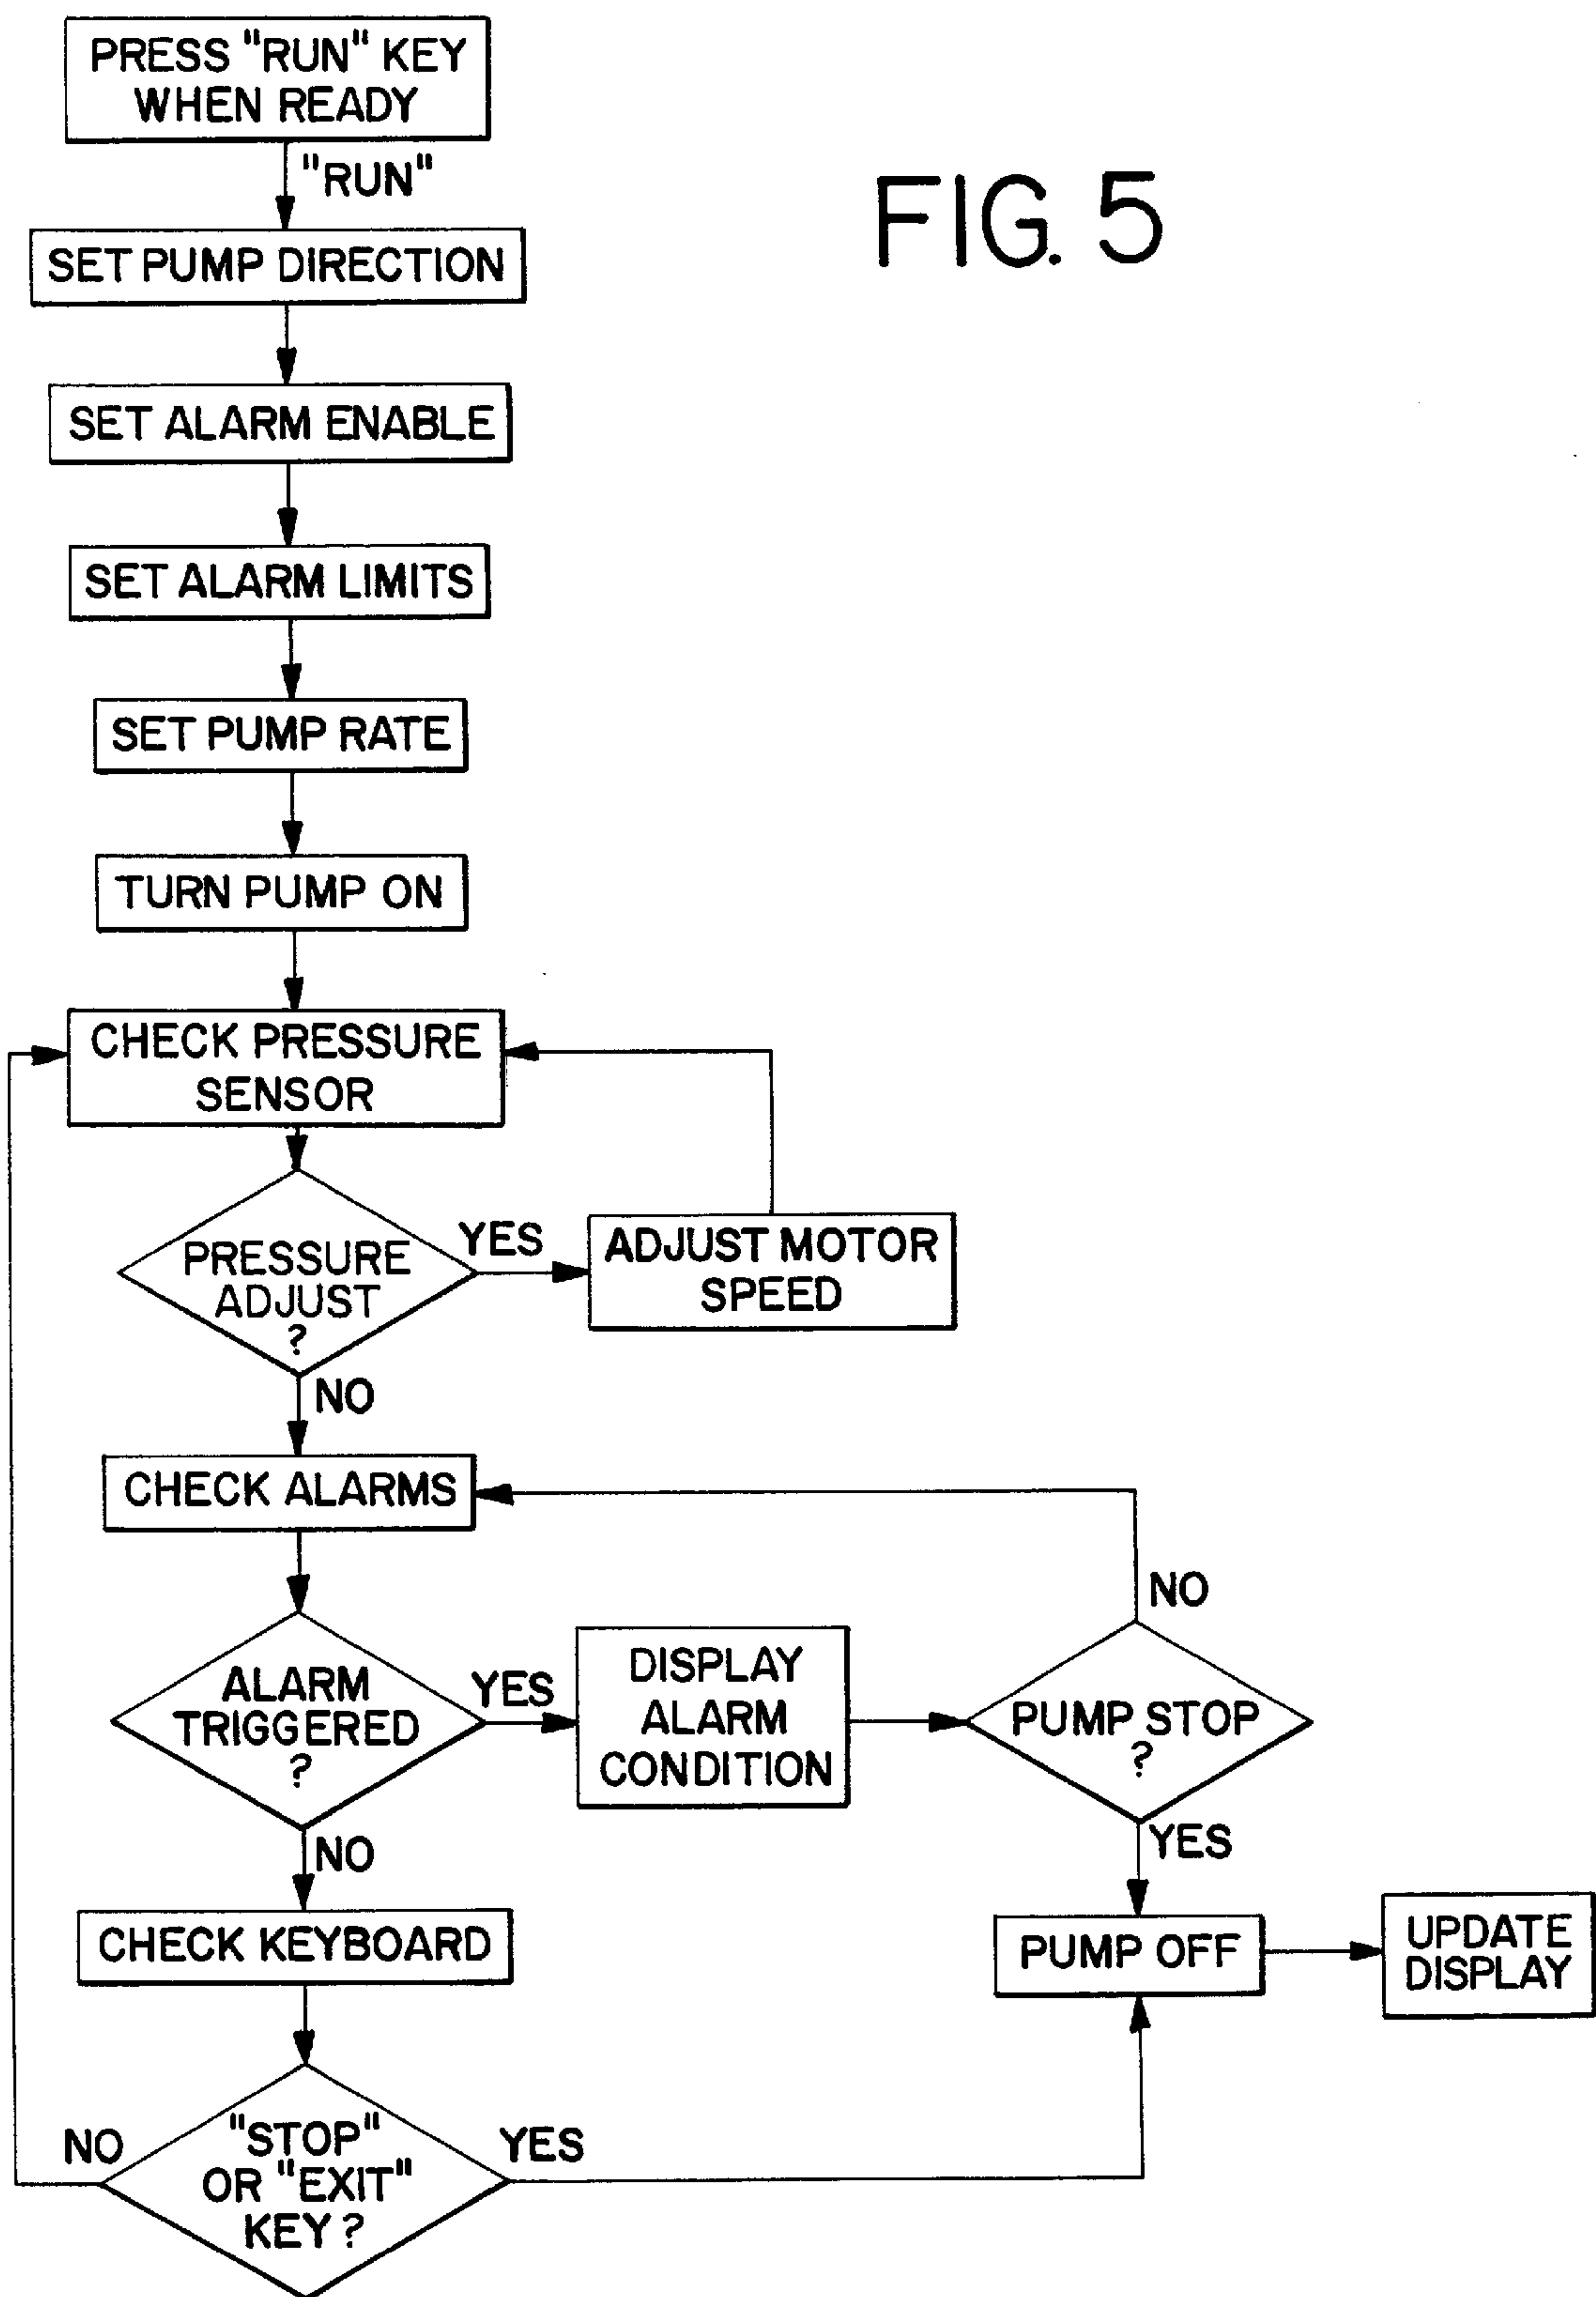 PRESS "RUN" KEY
WHEN READY
"RUN"
FIG. 5
SET PUMP DIRECTION
SET ALARM ENABLE
SET ALARM LIMITS
SET PUMP RATE
TURN PUMP ON
CHECK PRESSURE
SENSOR
PRESSURE
ADJUST
?
YES
ADJUST MOTOR
SPEED
NO
CHECK ALARMS
ALARM
TRIGGERED
?
YES
DISPLAY
ALARM
CONDITION
NO
PUMP STOP
?
YES
NO
CHECK KEYBOARD
PUMP OFF
UPDATE
DISPLAY
NO
"STOP"
OR "EXIT"
KEY?
YES